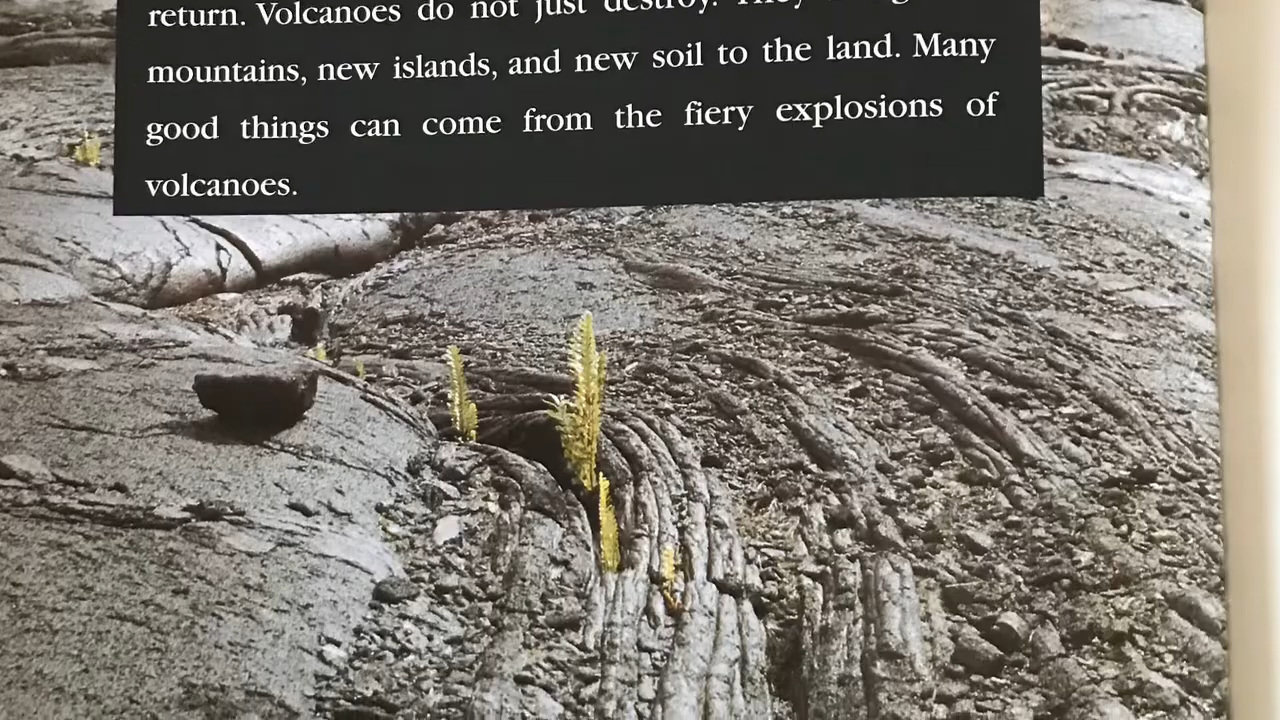 return. Volcanoes do not just destroy. They
mountains, new islands, and new soil to the land. Many
good things can come from the fiery explosions of
volcanoes.